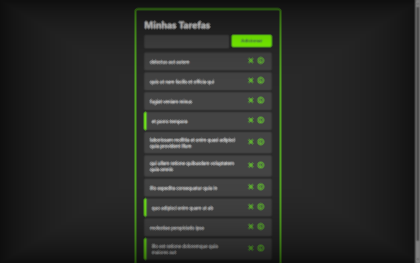 Minhas Tarefas
Adicionar
delectus aut autem
quis ut nam facilis et officia qui
fugiat veniam minus
et porro tempora
laboriosam mollitia et enim quasi adipisci
quia provident illum
qui ullam ratione quibusdam voluptatem
quia omnis
illo expedita consequatur quia in
quo adipisci enim quam ut ab
molestiae perspiciatis ipsa
illo est ratione doloremque quia
maiores aut